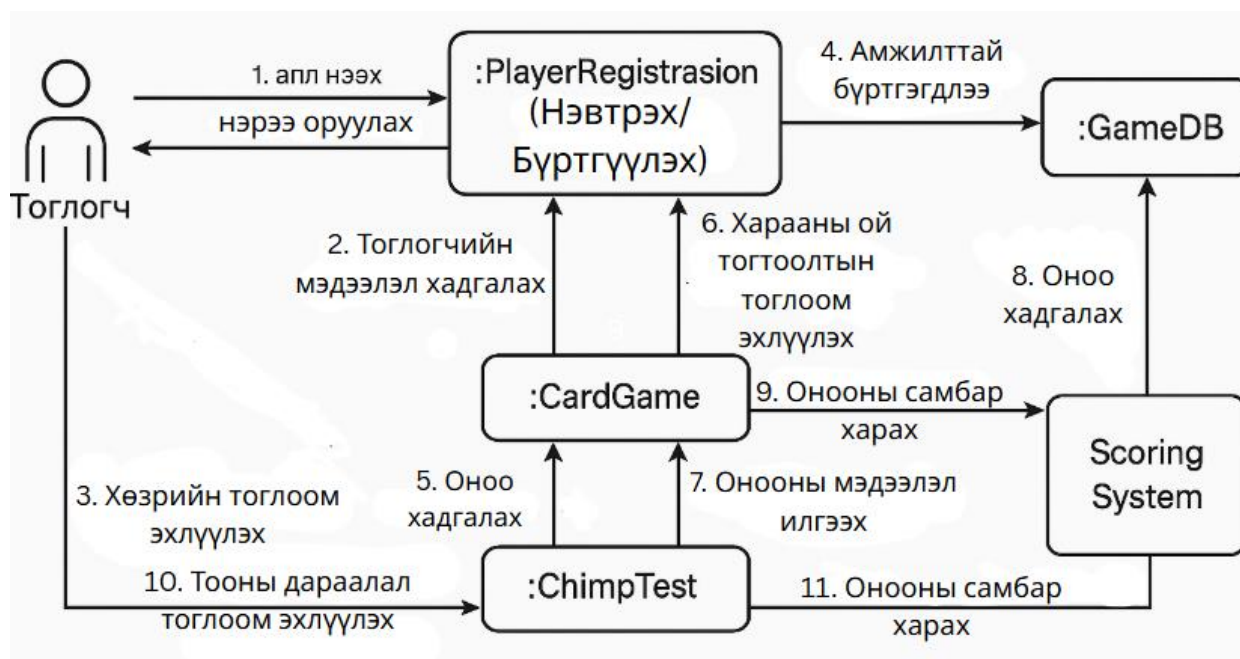 1. апл нээх
нэрээ оруулах
Тоглогч
:PlayerRegistrasion
(Нэвтрэх/
Бүртгүүлэх)
4. Амжилттай
бүртгэгдлээ
:GameDB
2. Тоглогчийн
мэдээлэл хадгалах
6. Харааны ой
тогтоолтын
тоглоом
эхлүүлэх
8. Оноо
хадгалах
:CardGame
9. Онооны самбар
харах
Scoring
System
3. Хөзрийн тоглоом
эхлүүлэх
5. Оноо
хадгалах
7. Онооны мэдээлэл
илгээх
10. Тооны дараалал
тоглоом эхлүүлэх
:ChimpTest
11. Онооны самбар
харах